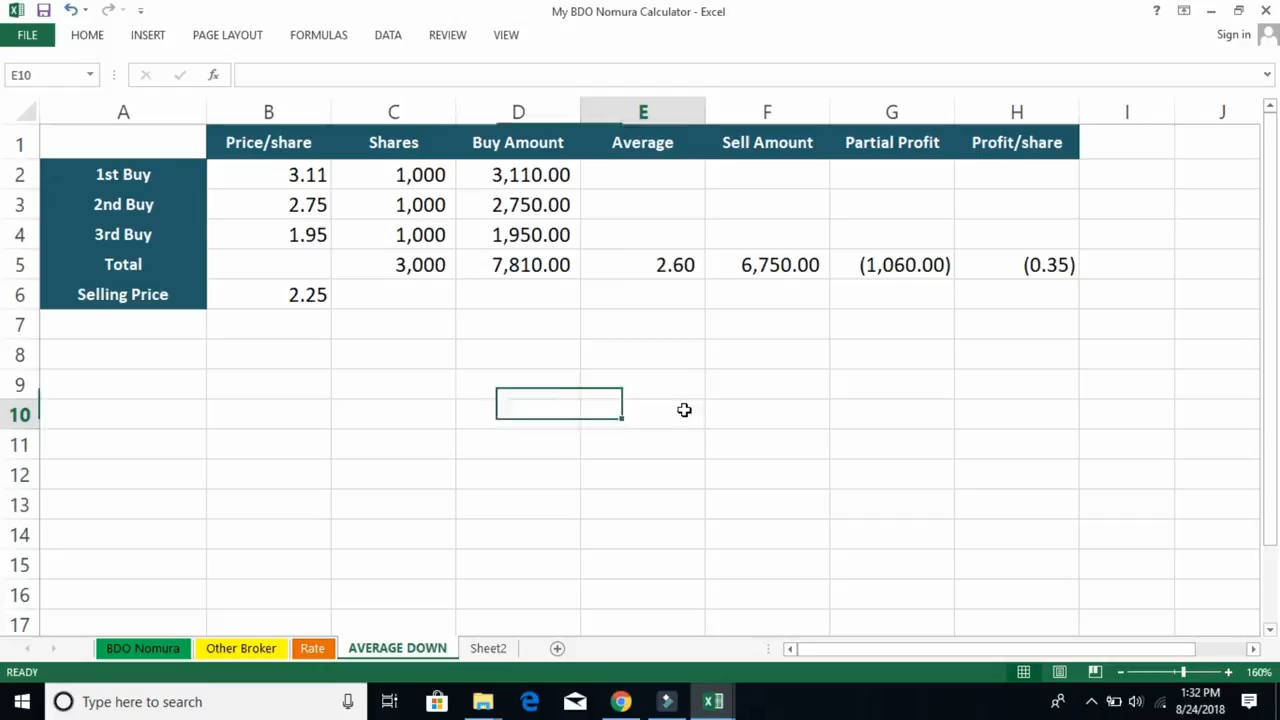 My BDO Nomura Calculator - Excel
?
FILE HOME INSERT PAGE LAYOUT FORMULAS DATA REVIEW VIEW Sign in
E10 fx
A B C D E F G H I J
1 Price/share Shares Buy Amount Average Sell Amount Partial Profit Profit/share
2 1st Buy 3.11 1,000 3,110.00
3 2nd Buy 2.75 1,000 2,750.00
4 3rd Buy 1.95 1,000 1,950.00
5 Total 3,000 7,810.00 2.60 6,750.00 (1,060.00) (0.35)
6 Selling Price 2.25
7
8
9
10
11
12
13
14
15
16
17
BDO Nomura Other Broker Rate AVERAGE DOWN Sheet2
READY 160%
Type here to search 1:32 PM
8/24/2018